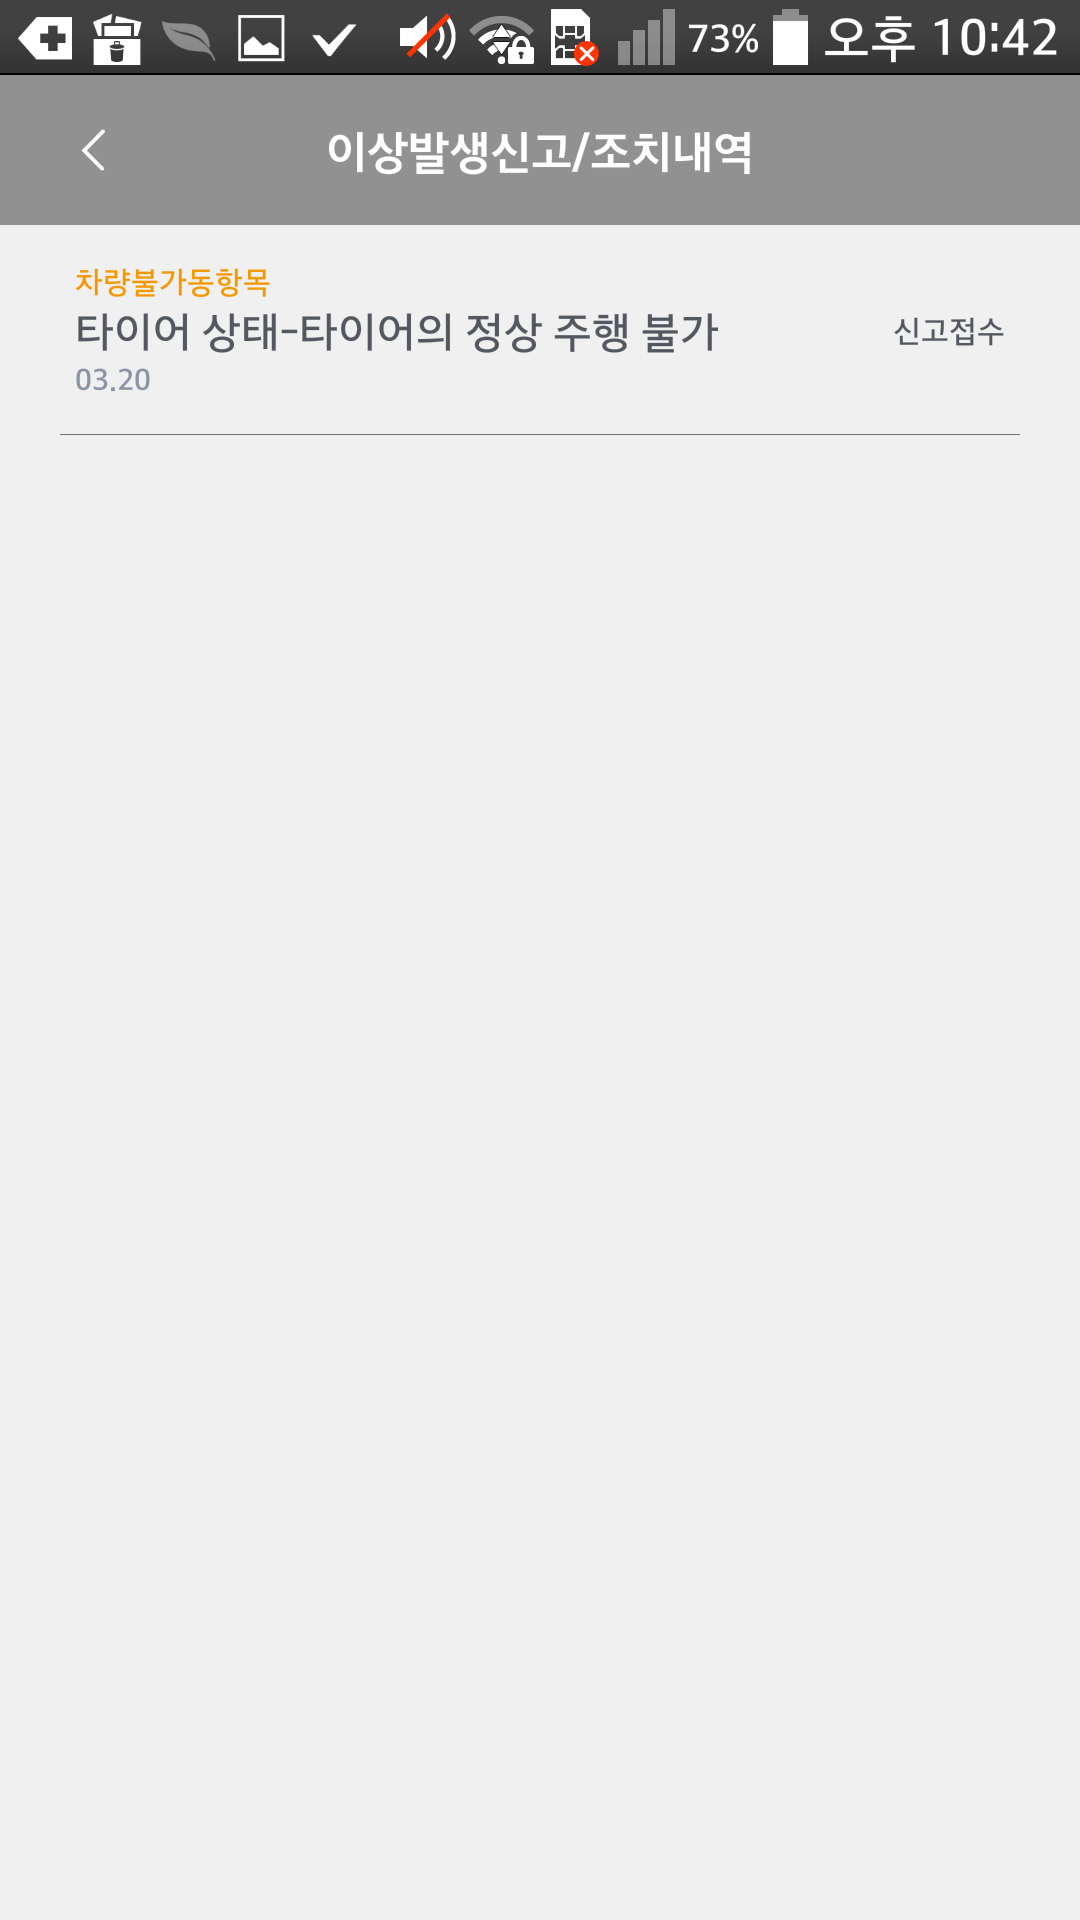 73% 오후 10:42
이상발생신고/조치내역
차량불가동항목
타이어 상태-타이어의 정상 주행 불가
신고접수
03.20